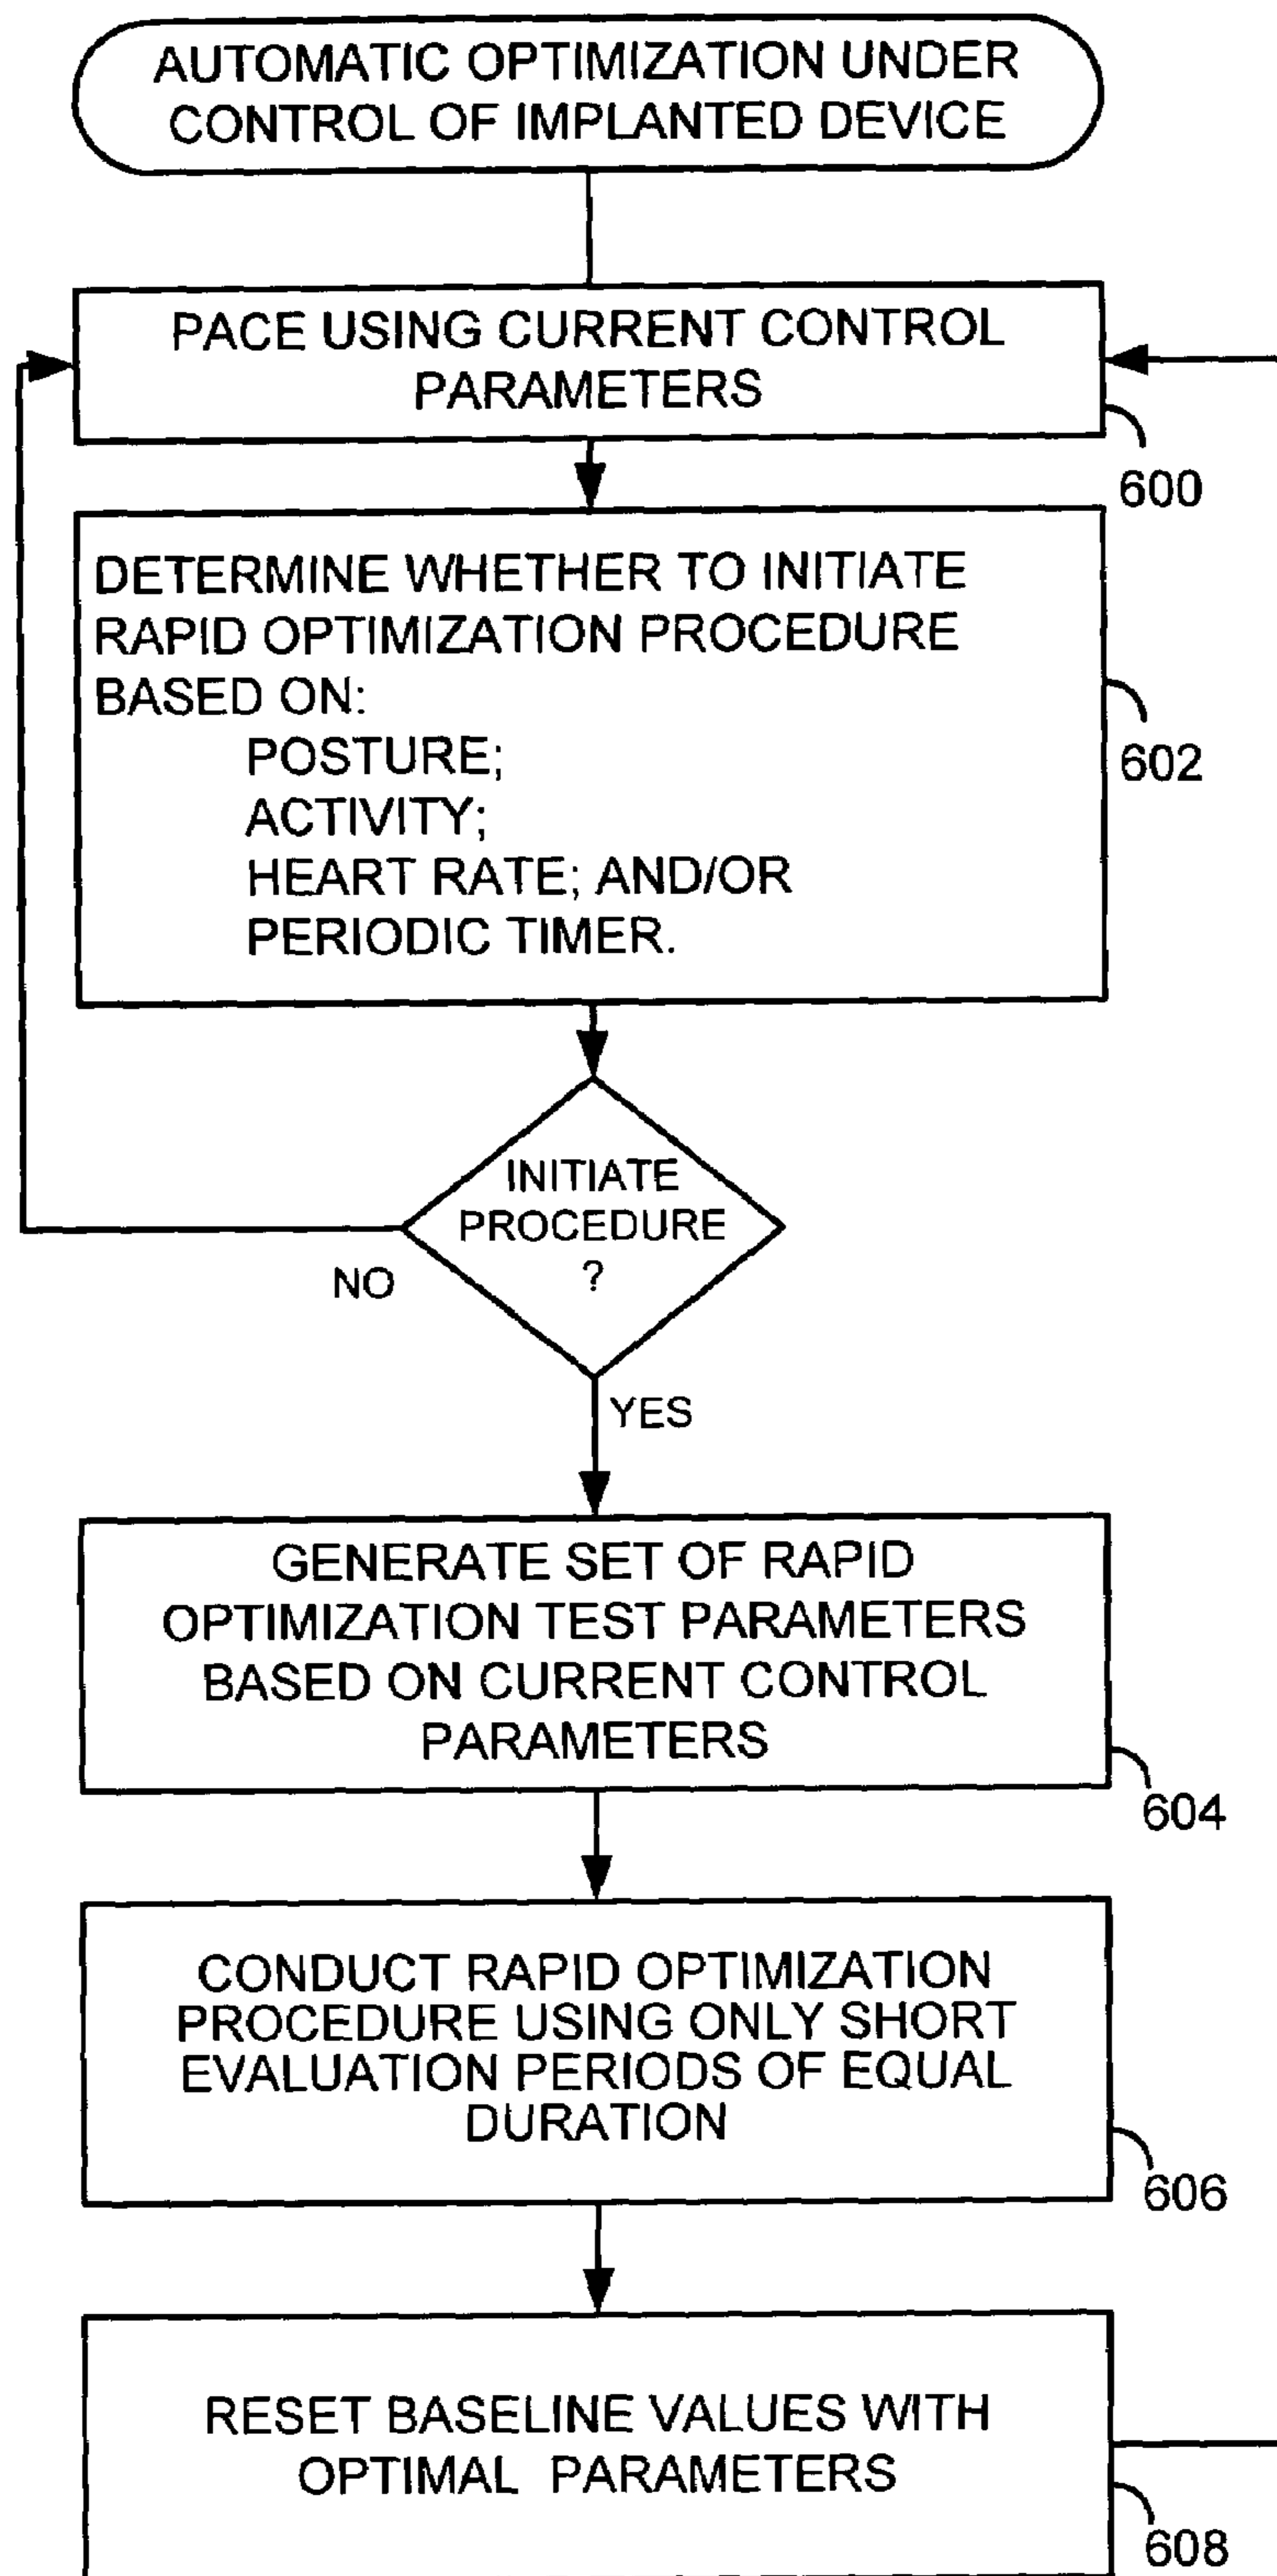 AUTOMATIC OPTIMIZATION UNDER
CONTROL OF IMPLANTED DEVICE
PACE USING CURRENT CONTROL
PARAMETERS
600
DETERMINE WHETHER TO INITIATE
RAPID OPTIMIZATION PROCEDURE
BASED ON:
POSTURE;
ACTIVITY;
HEART RATE; AND/OR
PERIODIC TIMER.
602
INITIATE
PROCEDURE
?
NO
YES
GENERATE SET OF RAPID
OPTIMIZATION TEST PARAMETERS
BASED ON CURRENT CONTROL
PARAMETERS
604
CONDUCT RAPID OPTIMIZATION
PROCEDURE USING ONLY SHORT
EVALUATION PERIODS OF EQUAL
DURATION
606
RESET BASELINE VALUES WITH
OPTIMAL PARAMETERS
608